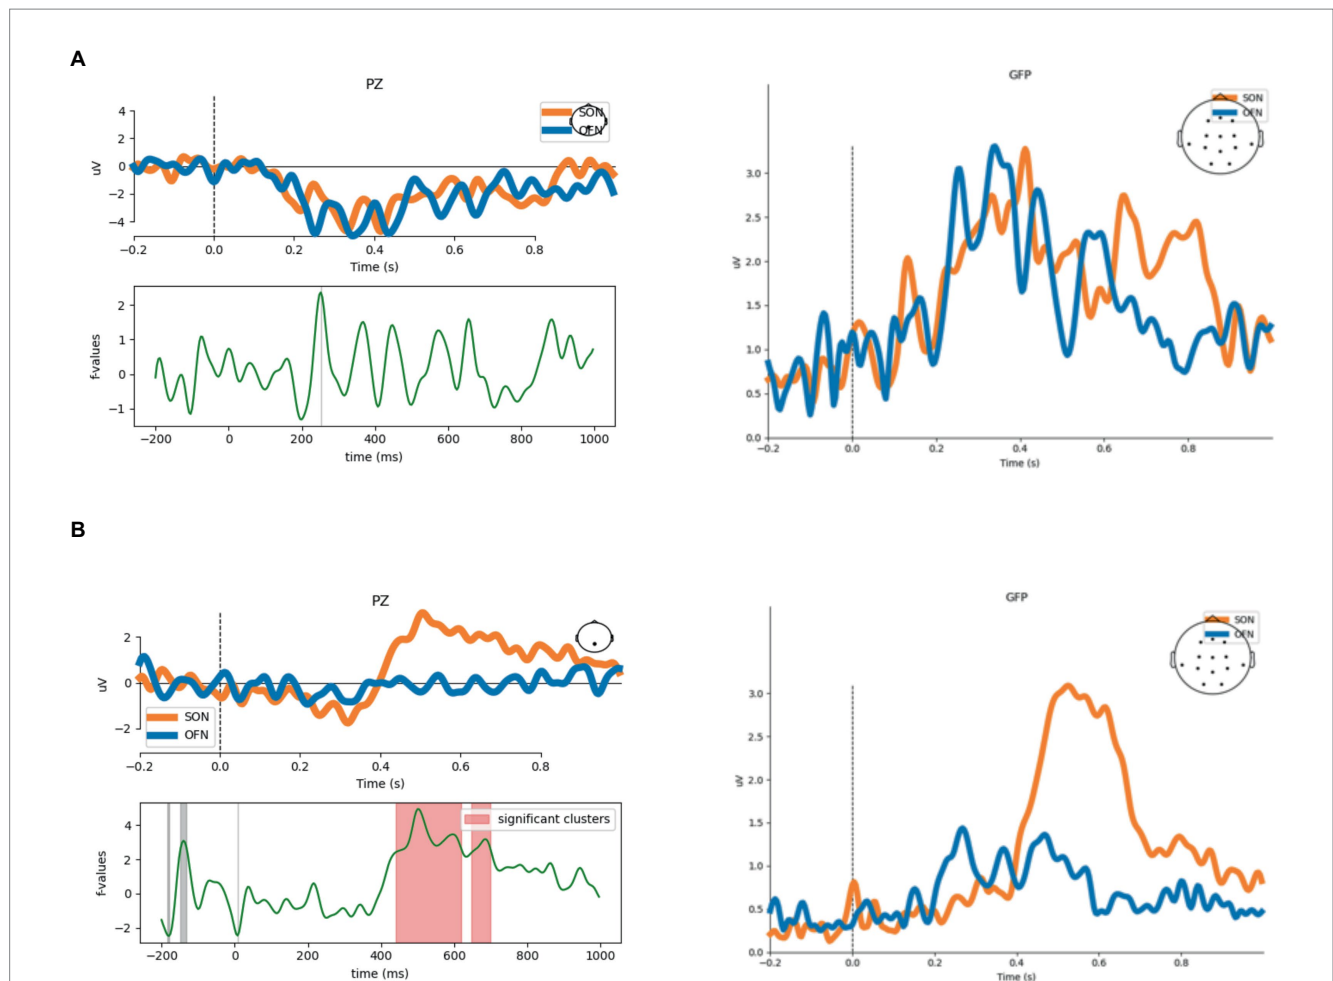 A
PZ
SON
OFN
4
2
0
−2
−4
uV
−0.2 0.0 0.2 0.4 0.6 0.8
Time (s)
2
1
0
−1
f-values
−200 0 200 400 600 800 1000
time (ms)
GFP
SON
OFN
3.0
2.5
2.0
1.5
1.0
0.5
0.0
uV
−0.2 0.0 0.2 0.4 0.6 0.8
Time (s)
B
PZ
2
0
−2
uV
SON
OFN
−0.2 0.0 0.2 0.4 0.6 0.8
Time (s)
significant clusters
4
2
0
−2
f-values
−200 0 200 400 600 800 1000
time (ms)
GFP
SON
OFN
3.0
2.5
2.0
1.5
1.0
0.5
0.0
uV
−0.2 0.0 0.2 0.4 0.6 0.8
Time (s)